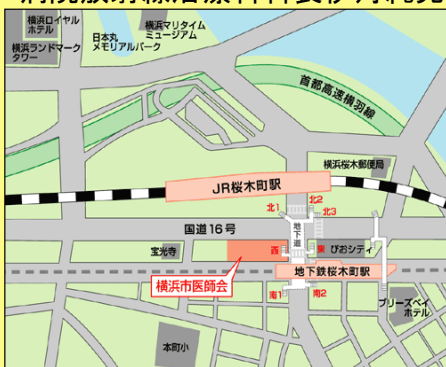 横浜ロイヤル
ホテル
横浜ランドマーク
タワー
日本丸
メモリアルパーク
横浜マリタイム
ミュージアム
首都高速横羽線
横浜桜木郵便局
JR桜木町駅
北1
北2
北3
国道16号
地下道
宝光寺
西
東
ぴおシティ
地下鉄桜木町駅
横浜市医師会
南1
南2
ブリーズベイ
ホテル
本町小